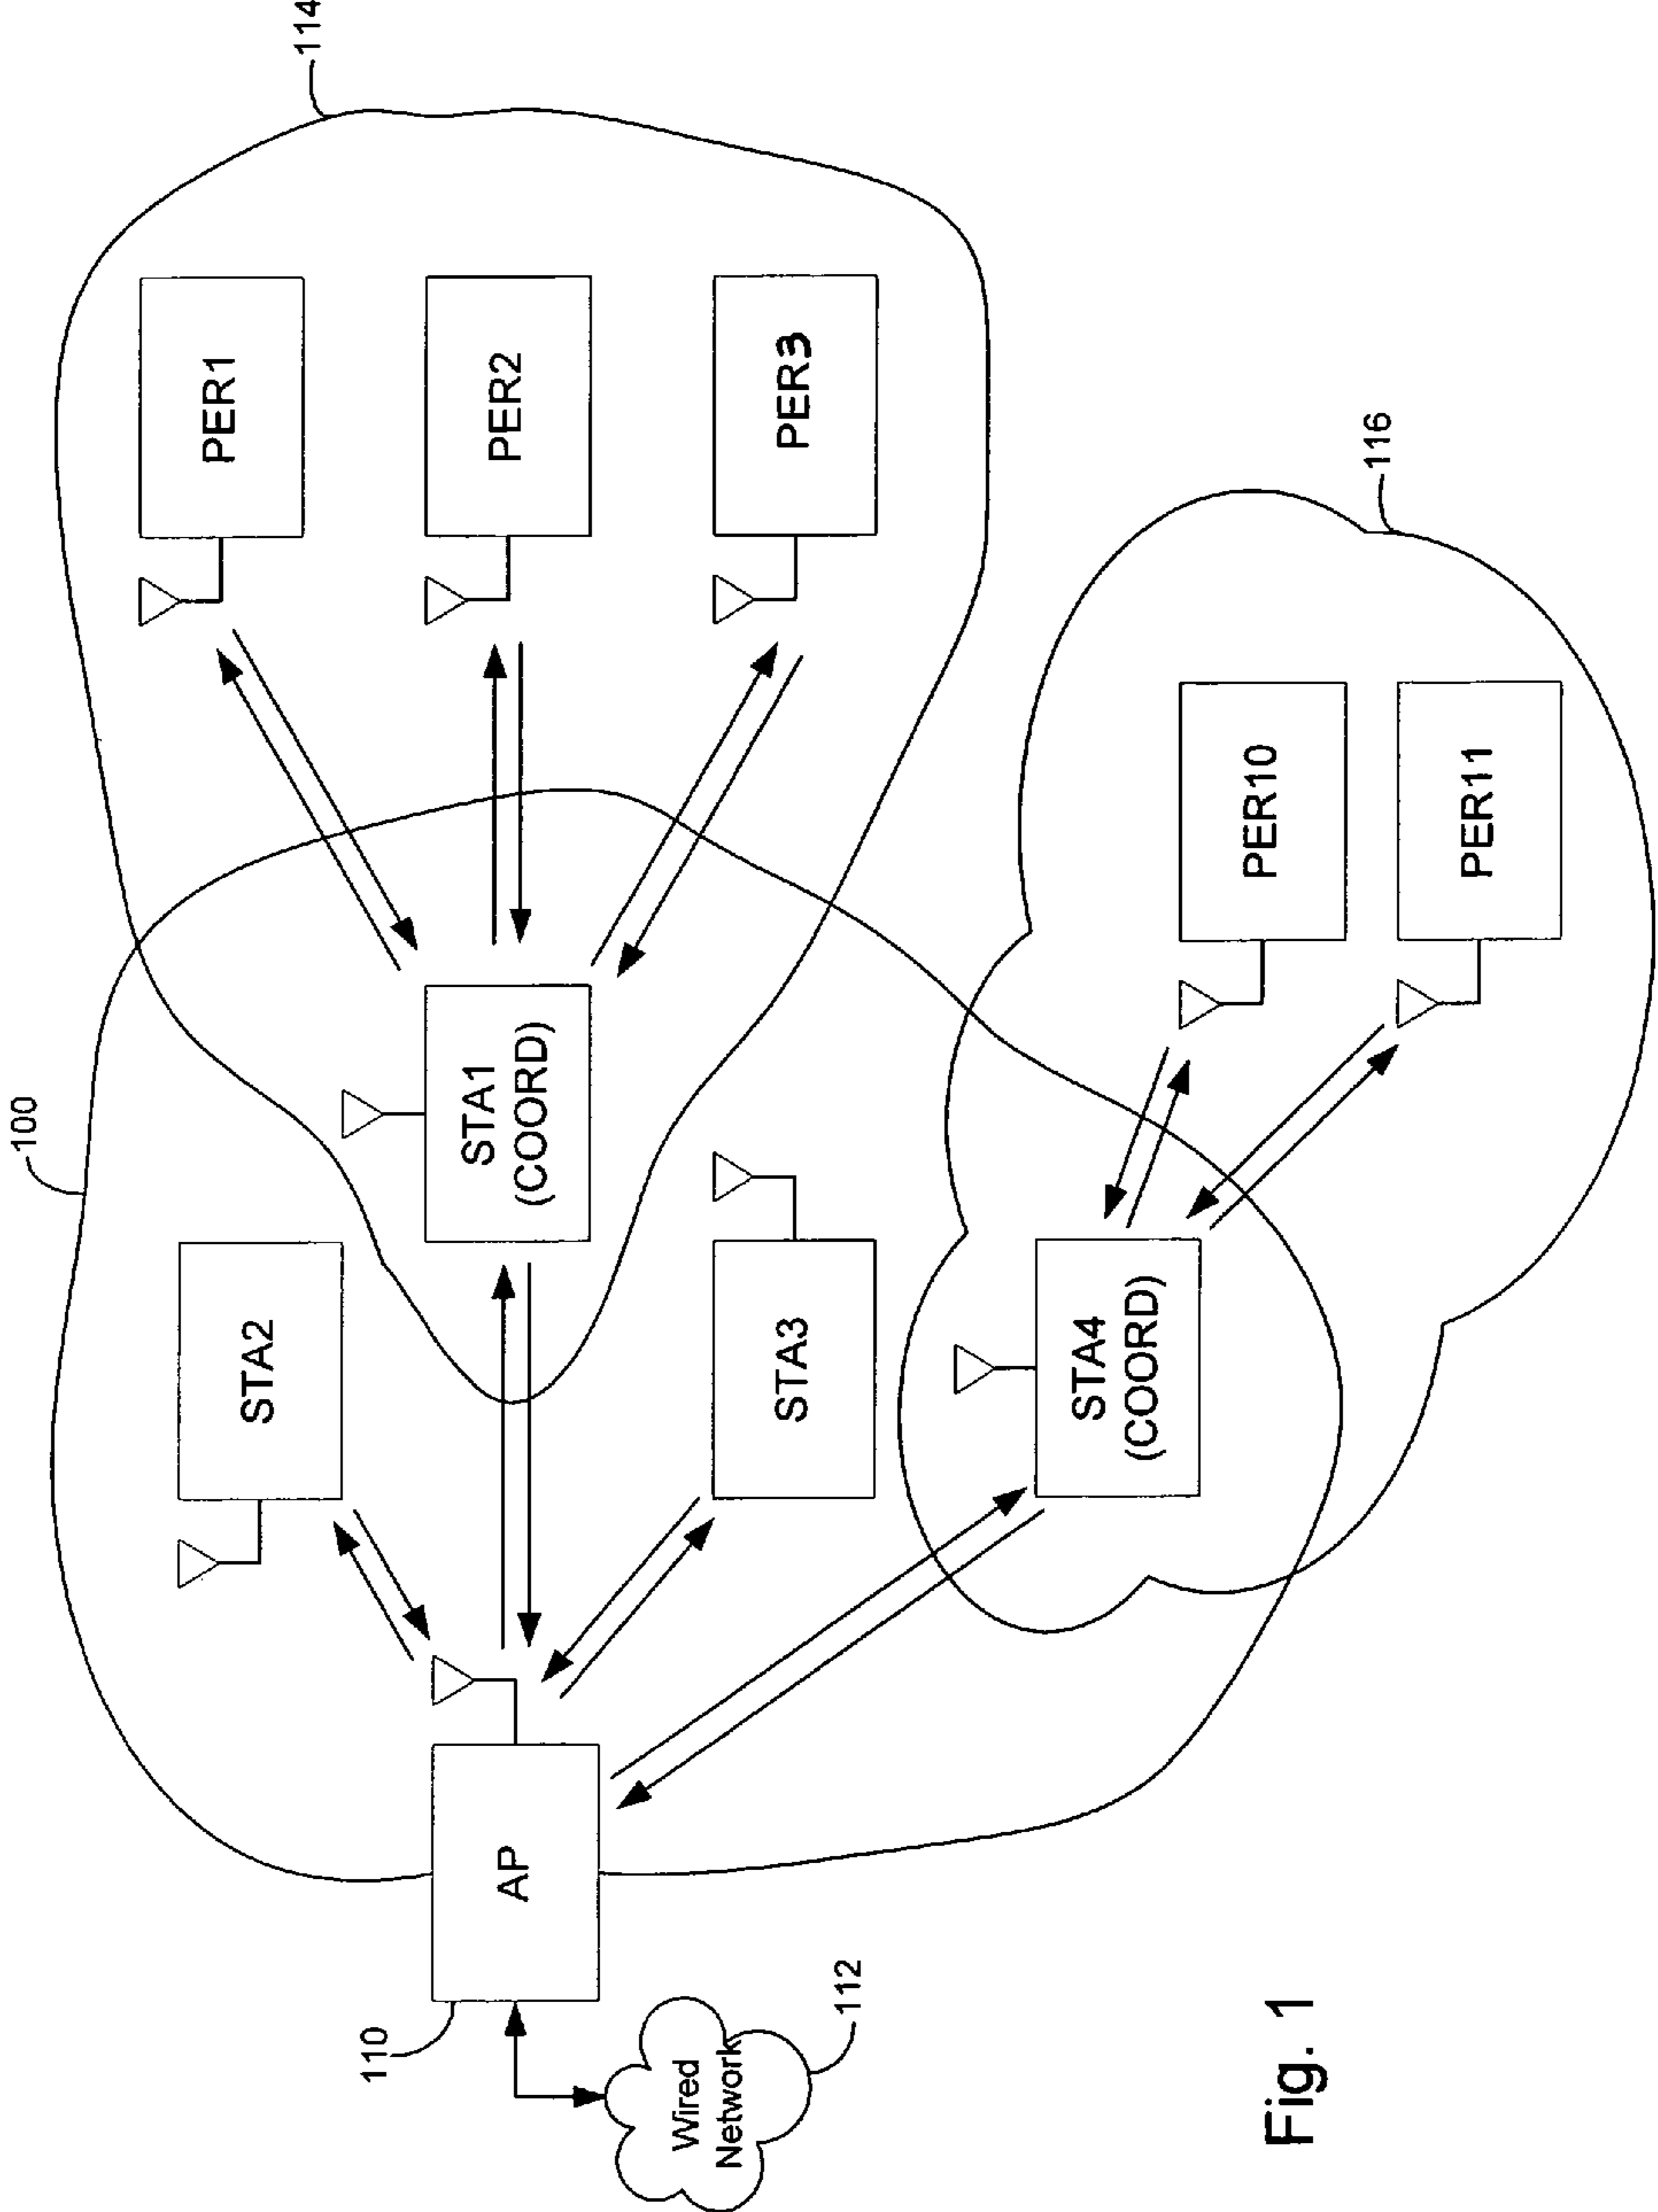 114
PER1
PER2
PER3
116
PER10
PER11
100
STA1
(COORD)
STA2
STA3
STA4
(COORD)
AP
110
112
Wired
Network
Fig. 1